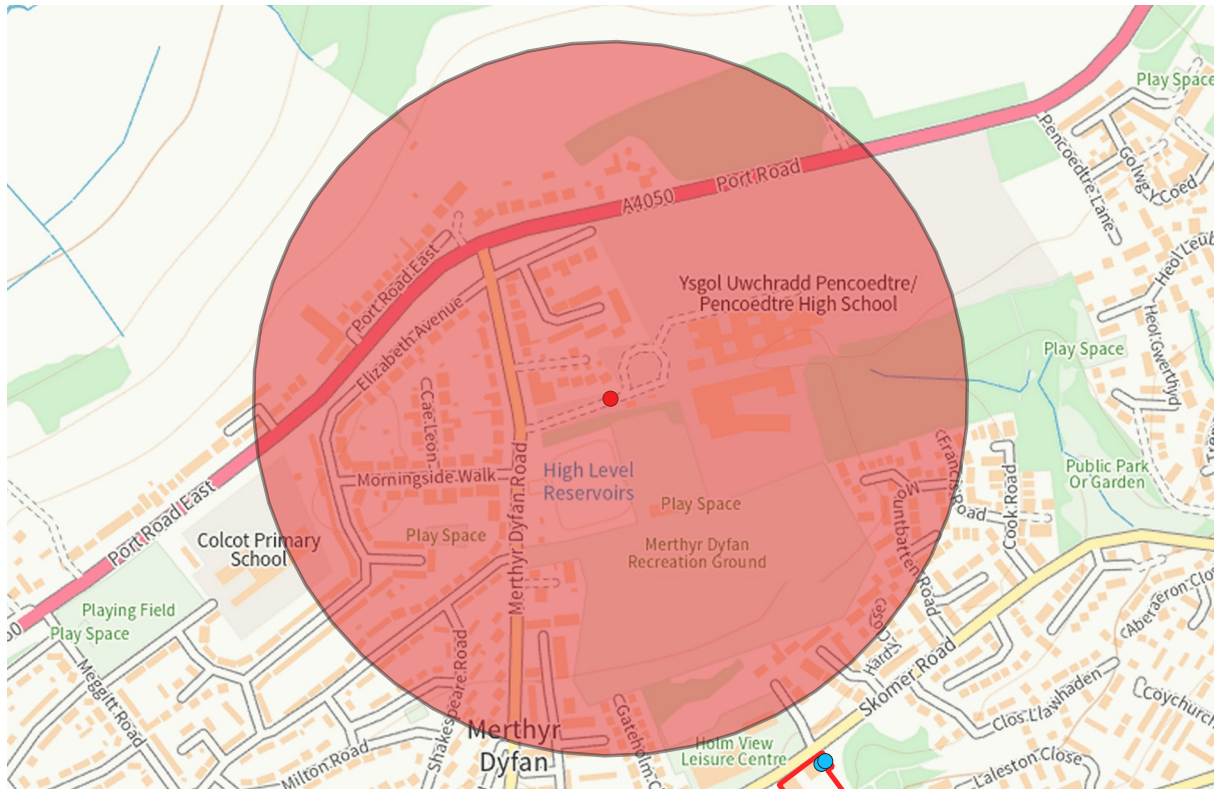 Play Space
Pencoedtre Lane
Golwg Y Coed
Port Road
A4050
Port Road East
Heol Leub
Ysgol Uwchradd Pencoedtre/
Pencoedtre High School
Elizabeth Avenue
Heol Gwerthyd
Play Space
Cae Leon
Merthyr Dyfan Road
Francis Road
High Level
Reservoirs
Morningside Walk
Public Park
Or Garden
Cook Road
Mountbatten Road
Port Road East
Play Space
Play Space
Colcot Primary
School
Merthyr Dyfan
Recreation Ground
Aberaeron Clos
Playing Field
Play Space
50
Skomer Road
Meggitt Road
Shakespeare Road
Clos Llawhaden
Coychurch
Merthyr
Dyfan
Gateholm C
Holm View
Leisure Centre
Milton Road
Laleston Close